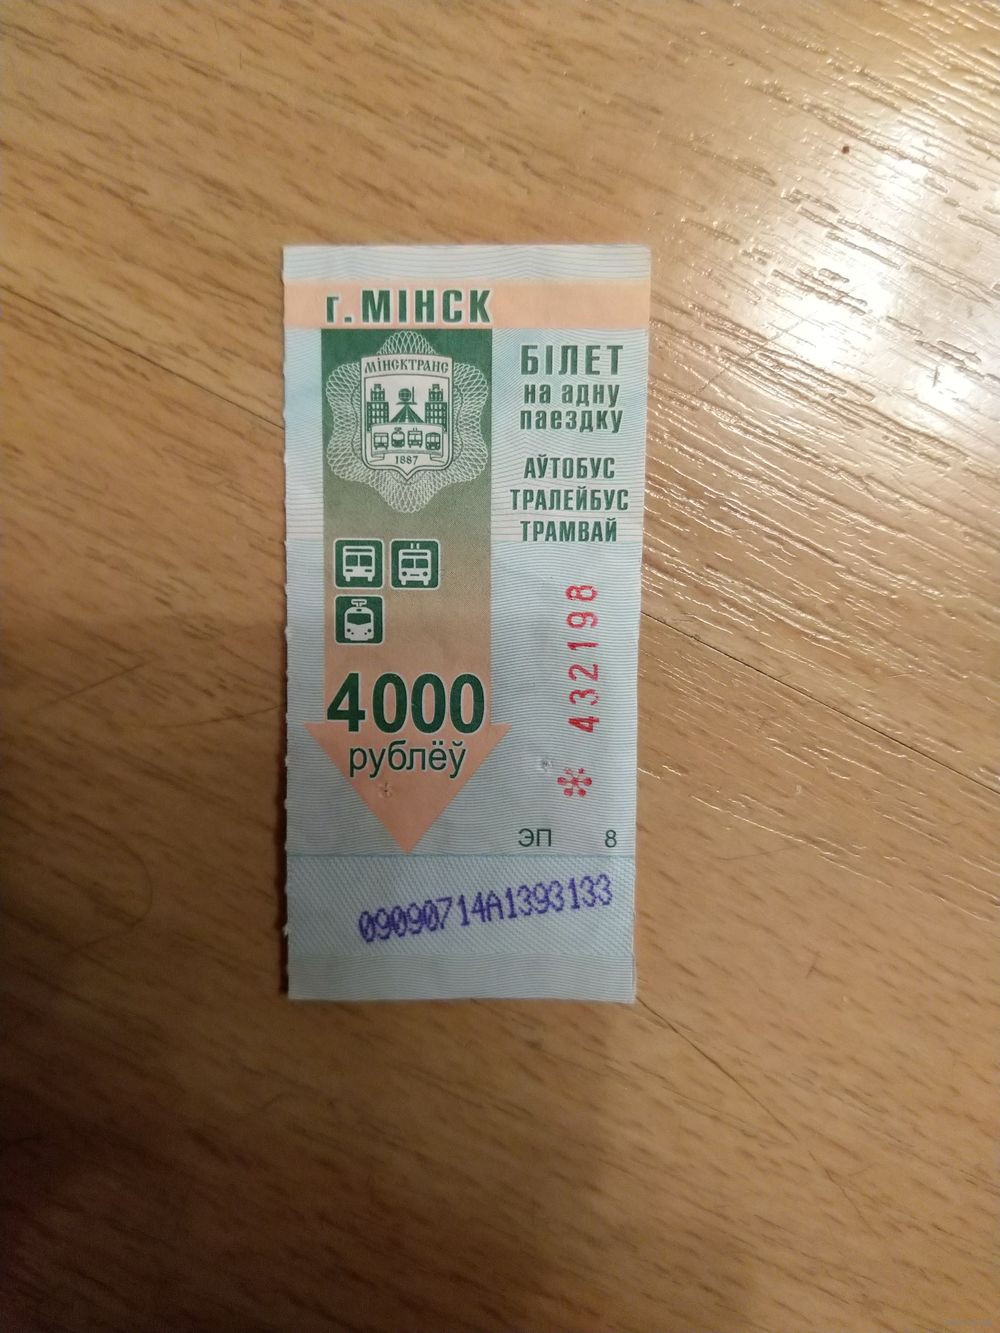 г. МІНСК
МІНСКТРАНС
1887
БІЛЕТ
на адну
паездку
АЎТОБУС
ТРАЛЕЙБУС
ТРАМВАЙ
4000
рублёў
432198
ЭП 8
09090714А1393133